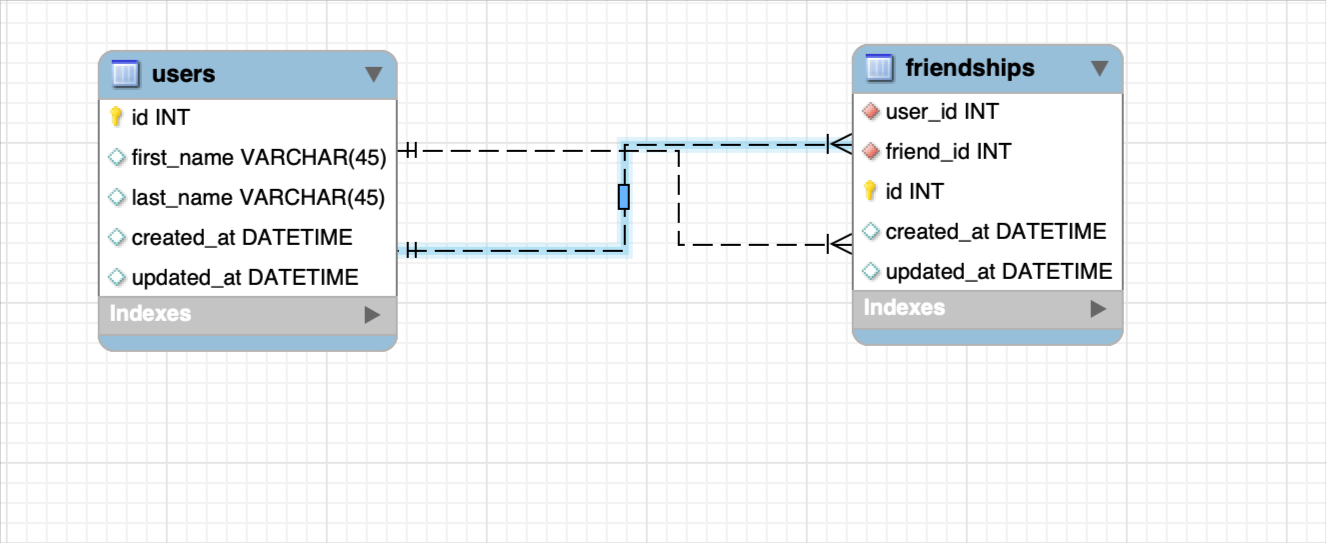 users
id INT
first_name VARCHAR(45)
last_name VARCHAR(45)
created_at DATETIME
updated_at DATETIME
Indexes
friendships
user_id INT
friend_id INT
id INT
created_at DATETIME
updated_at DATETIME
Indexes